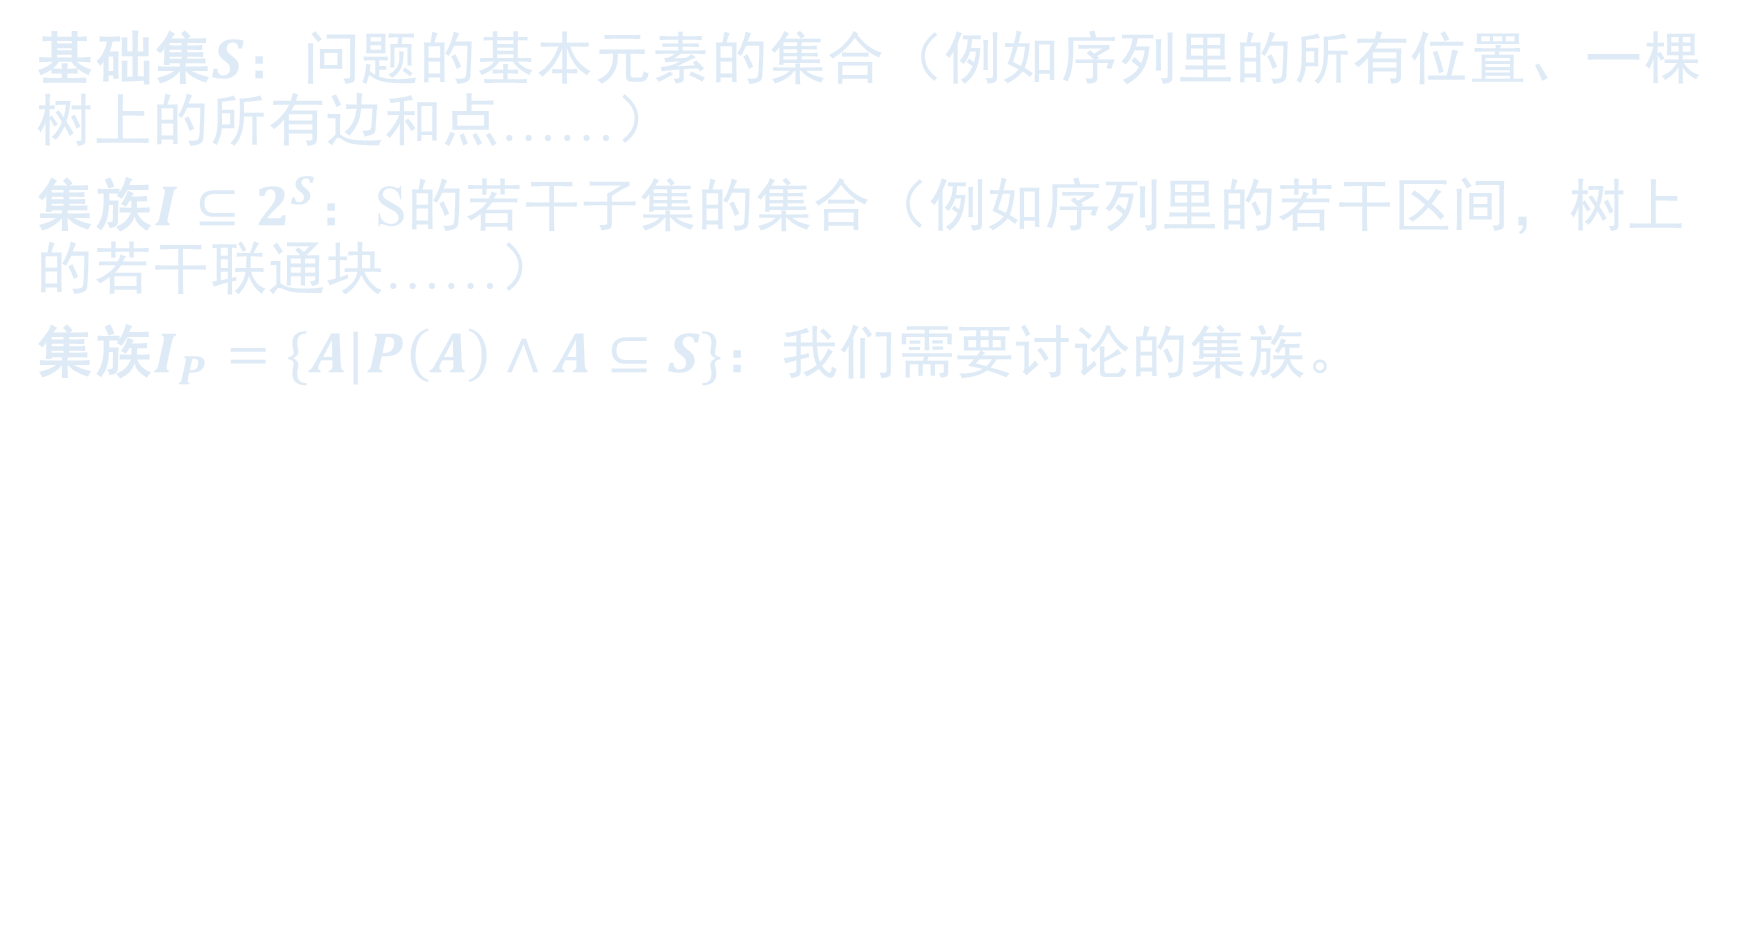 基础集S：问题的基本元素的集合（例如序列里的所有位置、一棵
树上的所有边和点……）
集族I ⊆ 2^S：S的若干子集的集合（例如序列里的若干区间，树上
的若干联通块……）
集族I_P = {A|P(A) ∧ A ⊆ S}：我们需要讨论的集族。